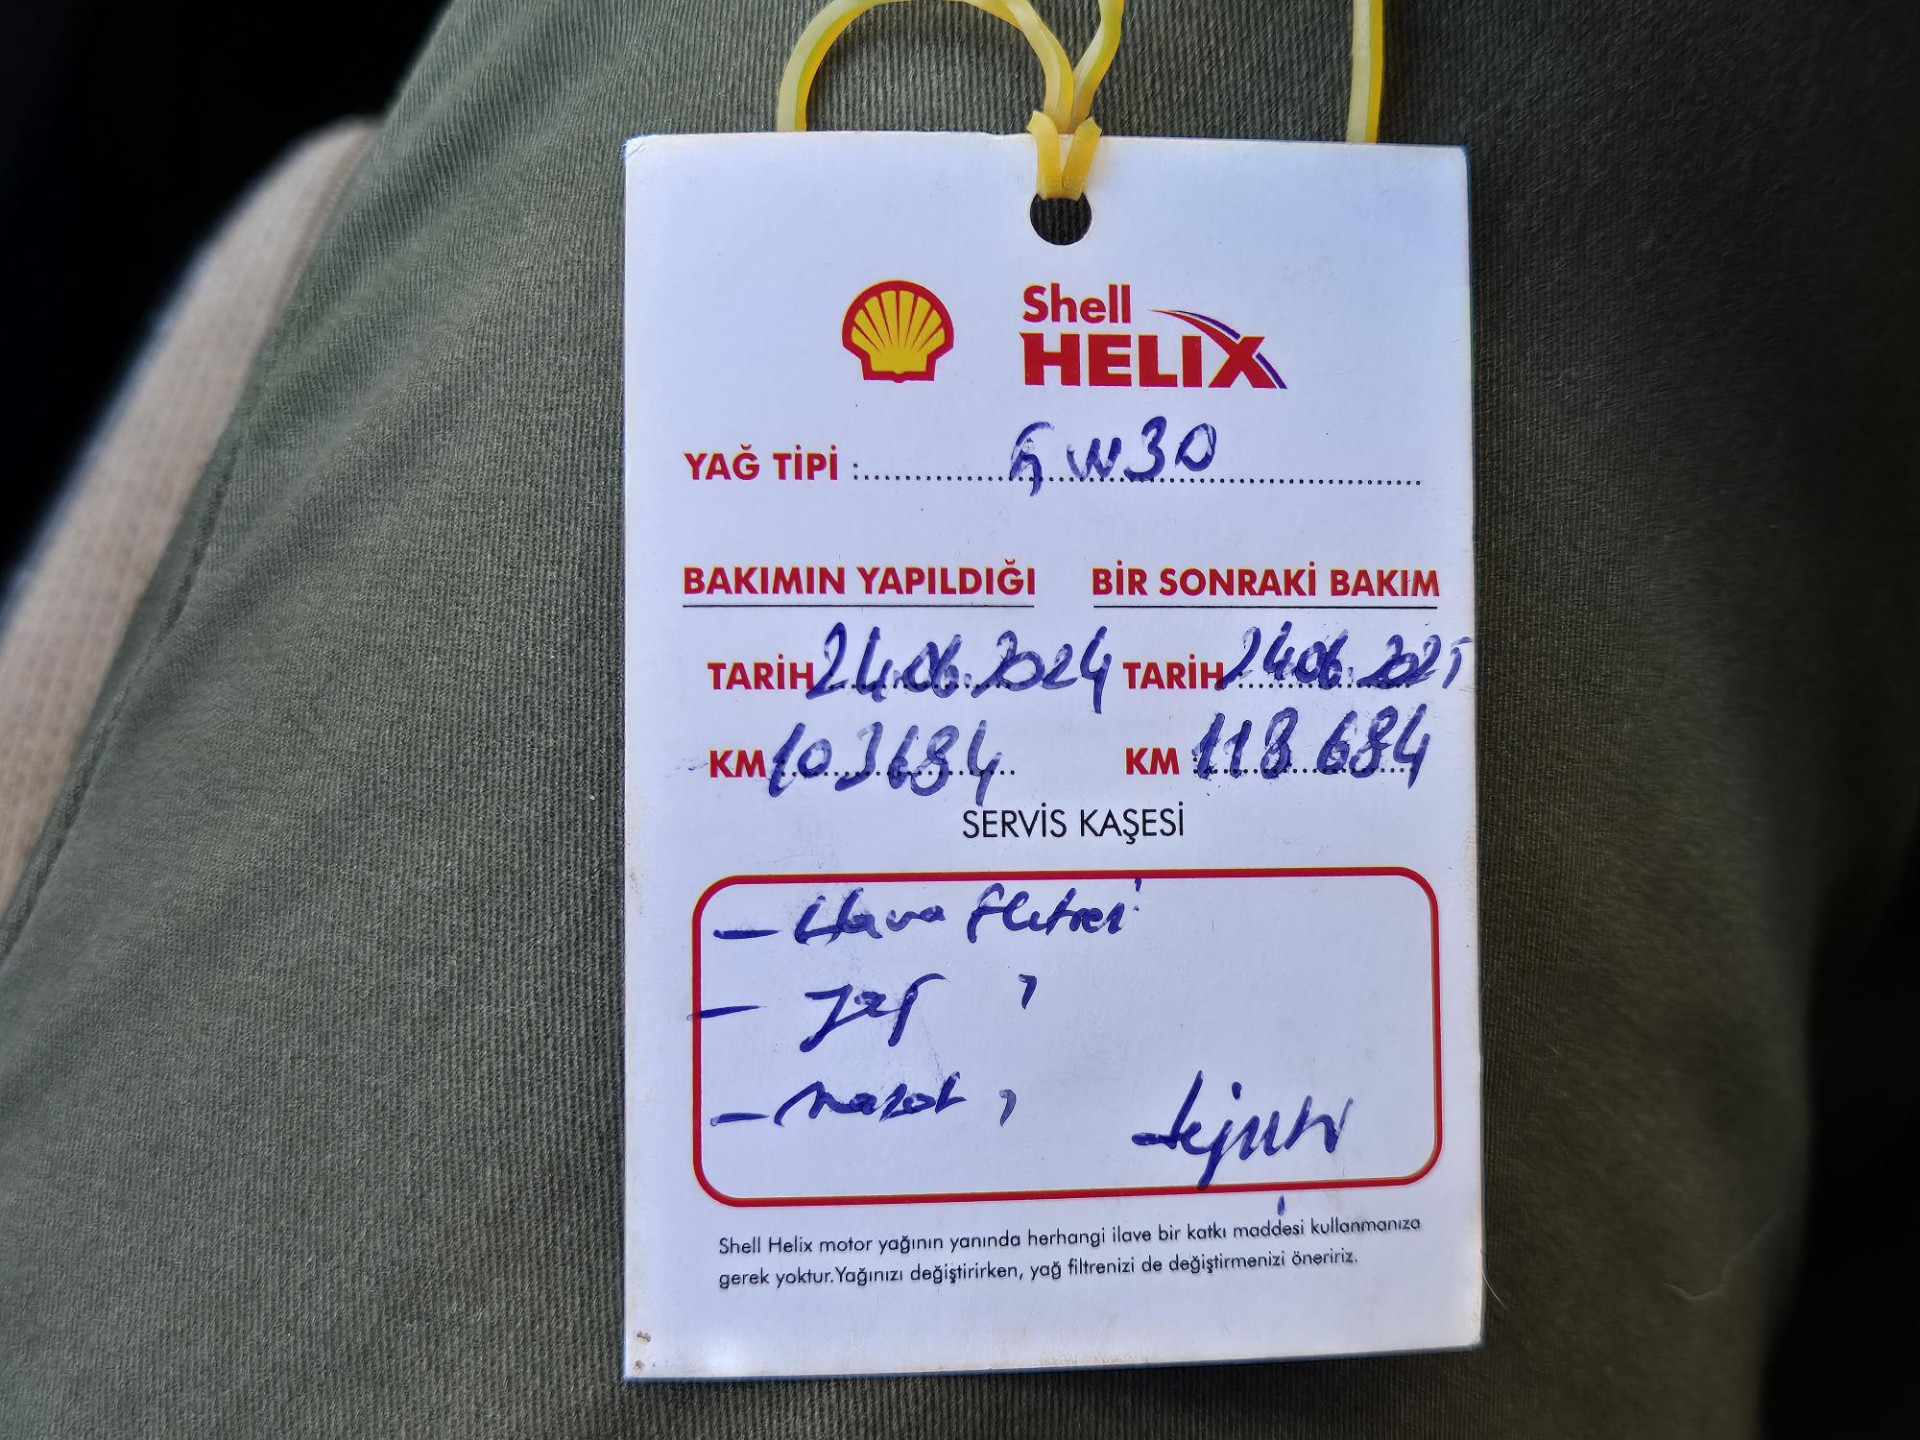 Shell
HELIX
YAĞ TİPİ : 5W30
BAKIMIN YAPILDIĞI BİR SONRAKİ BAKIM
TARİH 24.06.2024 TARİH 24.06.2025
KM 103684 KM 118684
SERVİS KAŞESİ
- Hava filtresi
- Yağ "
- mazot "
Shell Helix motor yağının yanında herhangi ilave bir katkı maddesi kullanmanıza
gerek yoktur.Yağınızı değiştirirken, yağ filtrenizi de değiştirmenizi öneririz.